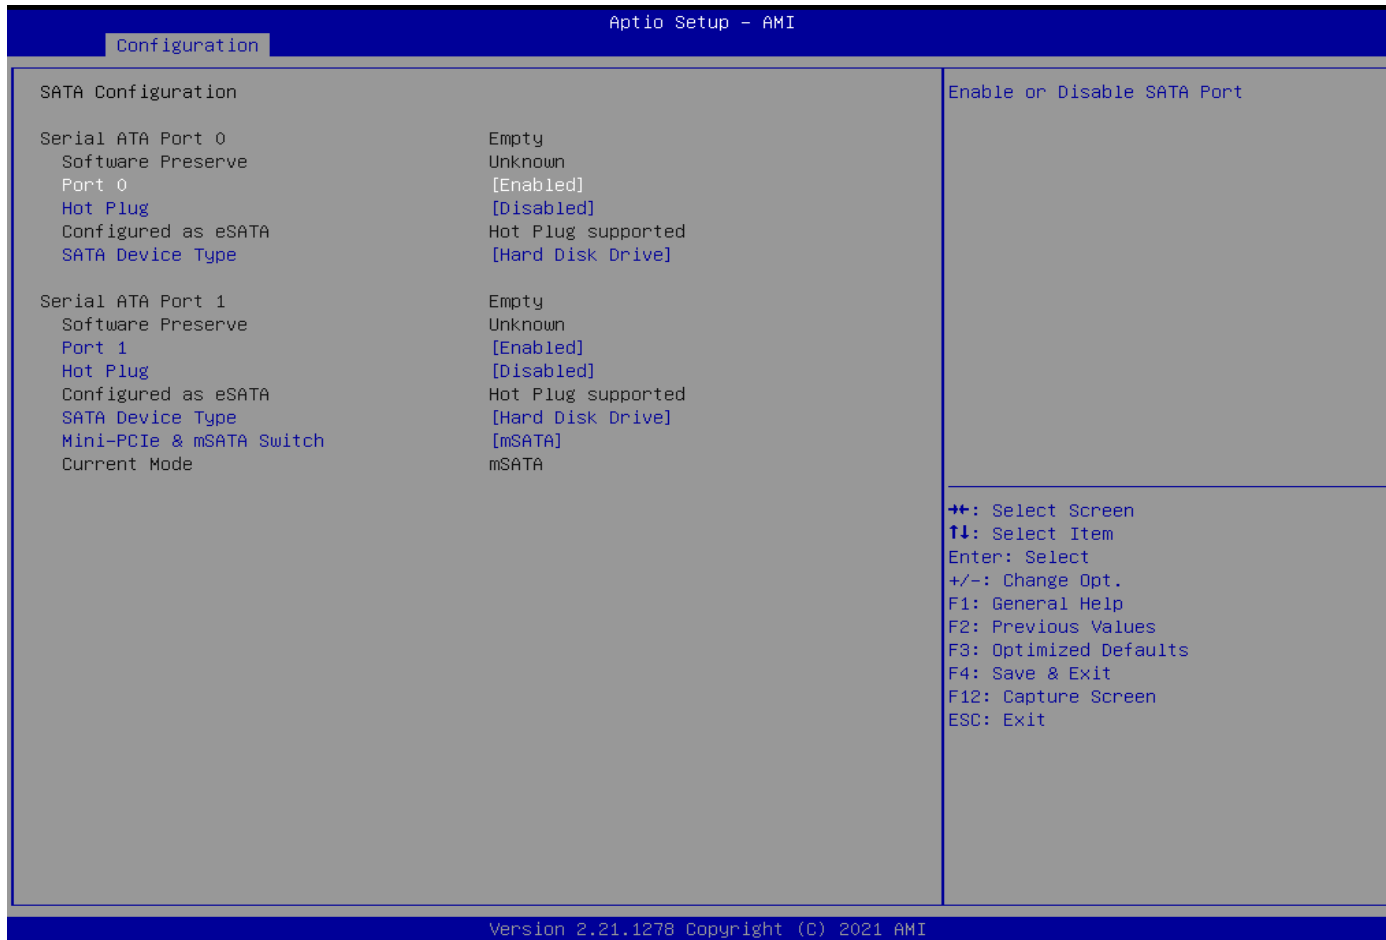 Aptio Setup – AMI
Configuration
SATA Configuration
Serial ATA Port 0 Empty
Software Preserve Unknown
Port 0 [Enabled]
Hot Plug [Disabled]
Configured as eSATA Hot Plug supported
SATA Device Type [Hard Disk Drive]
Serial ATA Port 1 Empty
Software Preserve Unknown
Port 1 [Enabled]
Hot Plug [Disabled]
Configured as eSATA Hot Plug supported
SATA Device Type [Hard Disk Drive]
Mini-PCIe & mSATA Switch [mSATA]
Current Mode mSATA
Enable or Disable SATA Port
→←: Select Screen
↑↓: Select Item
Enter: Select
+/-: Change Opt.
F1: General Help
F2: Previous Values
F3: Optimized Defaults
F4: Save & Exit
F12: Capture Screen
ESC: Exit
Version 2.21.1278 Copyright (C) 2021 AMI